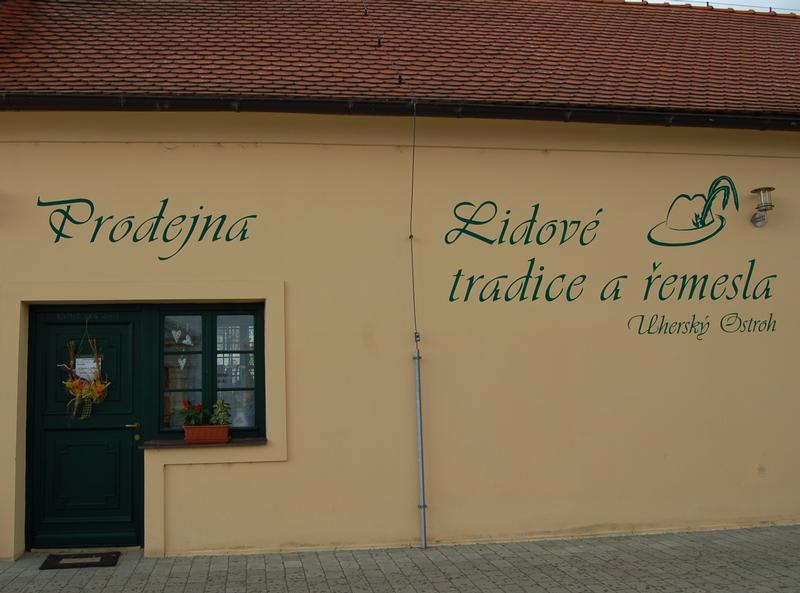 Prodejna
Lidové
tradice a řemesla
Uherský Ostroh